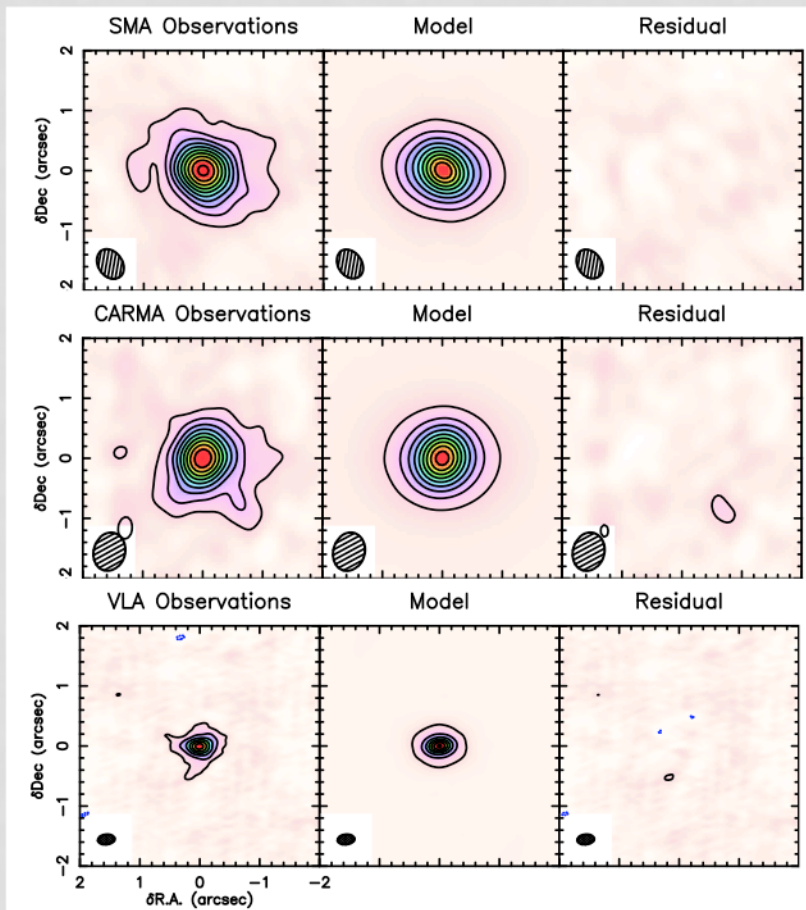 SMA Observations Model Residual
2
1
0
−1
2
δDec (arcsec)
CARMA Observations Model Residual
2
1
0
−1
2
δDec (arcsec)
VLA Observations Model Residual
2
1
0
−1
−2
δDec (arcsec)
2 1 0 −1 −2
δR.A. (arcsec)